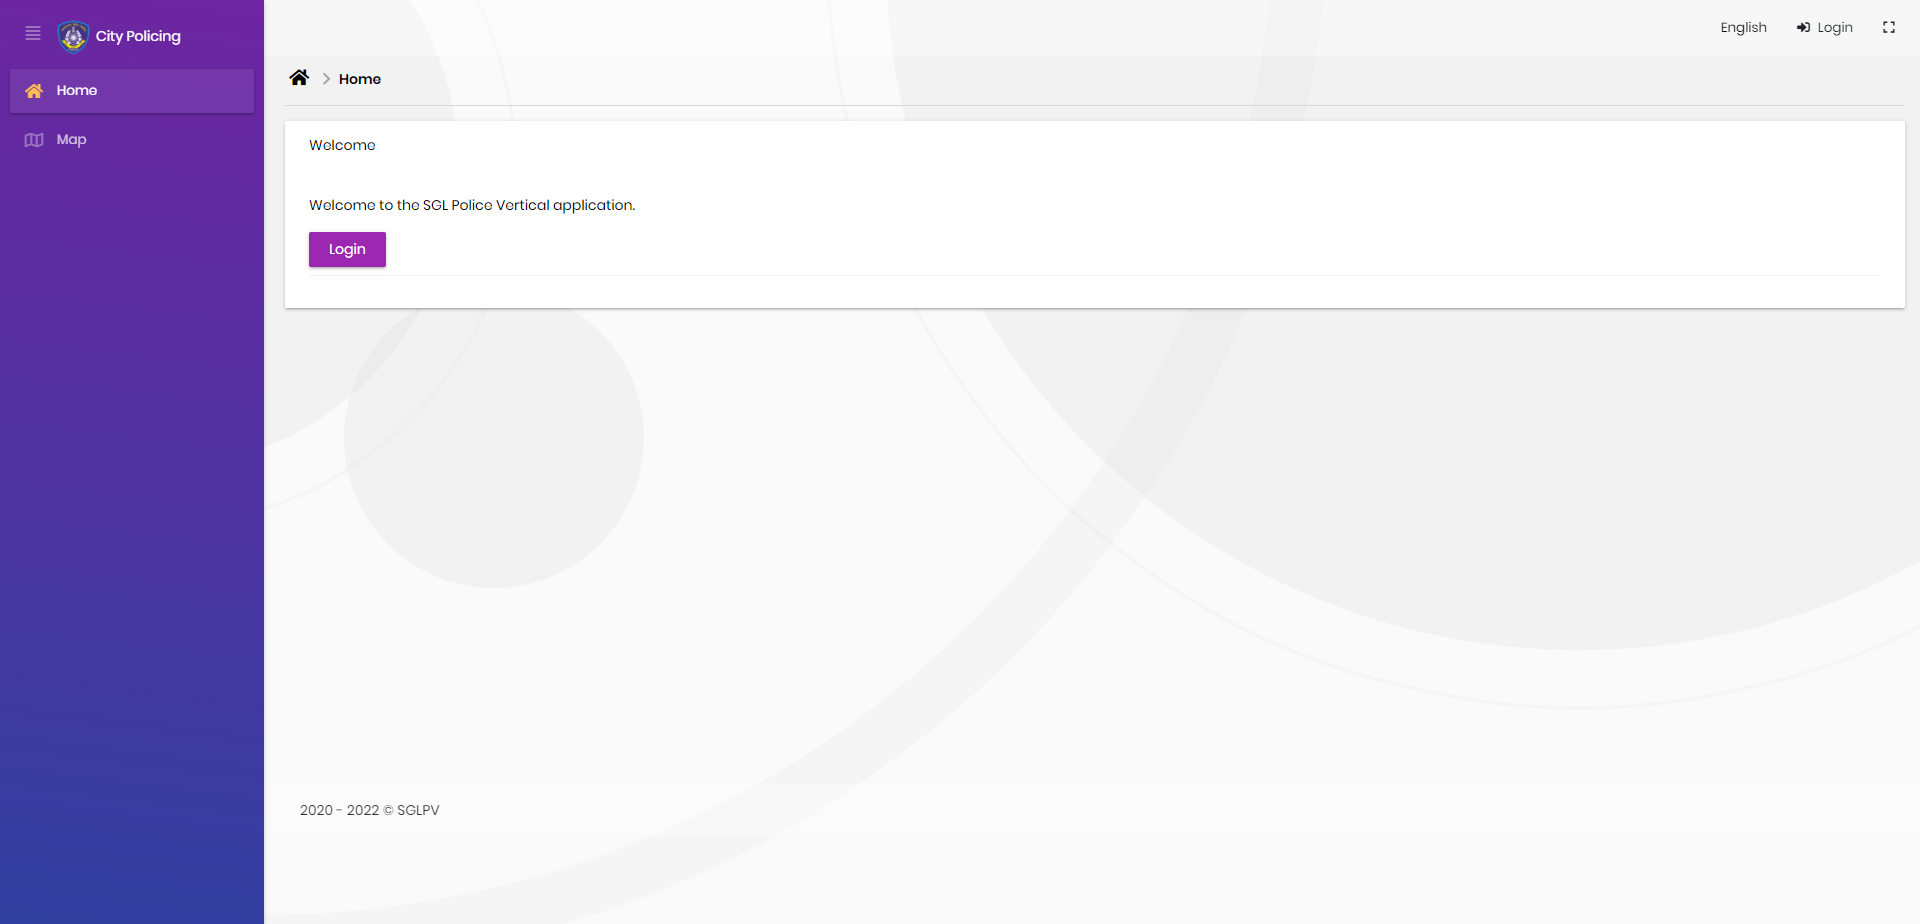 City Policing
Home
Map
English
Login
Home
Welcome
Welcome to the SGL Police Vertical application.
Login
2020 - 2022 © SGLPV